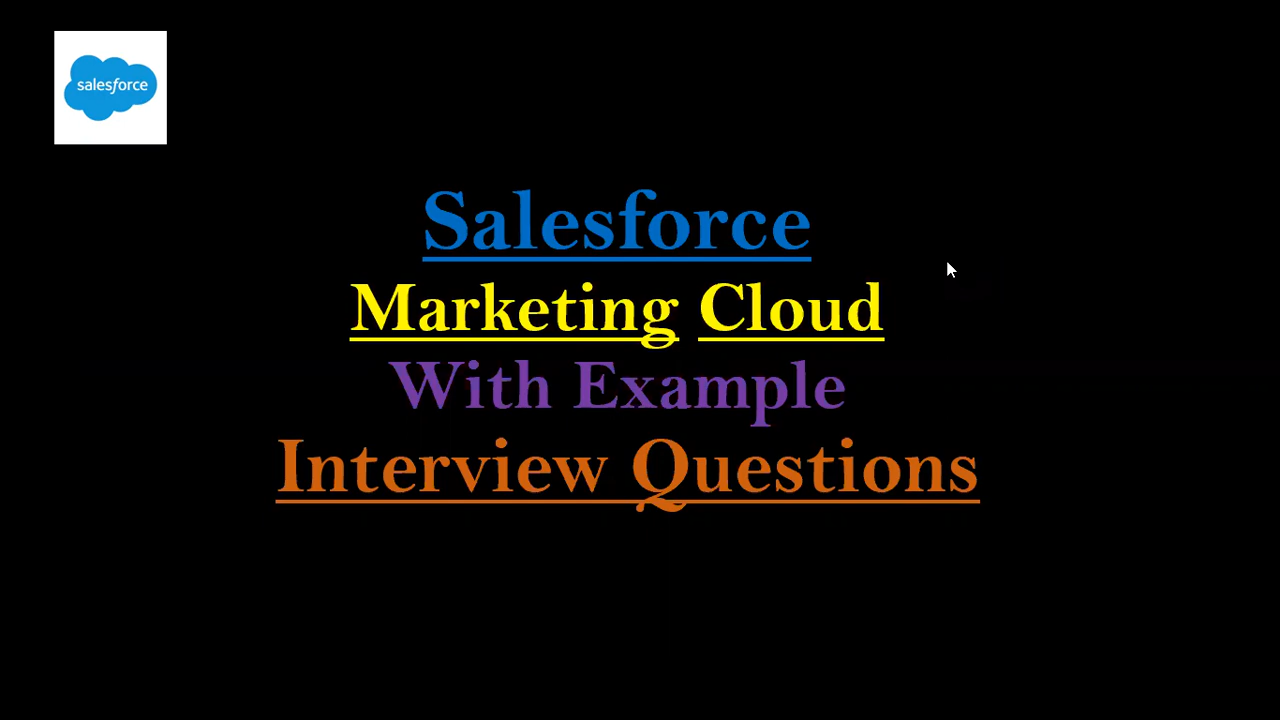 salesforce
Salesforce
Marketing Cloud
With Example
Interview Questions